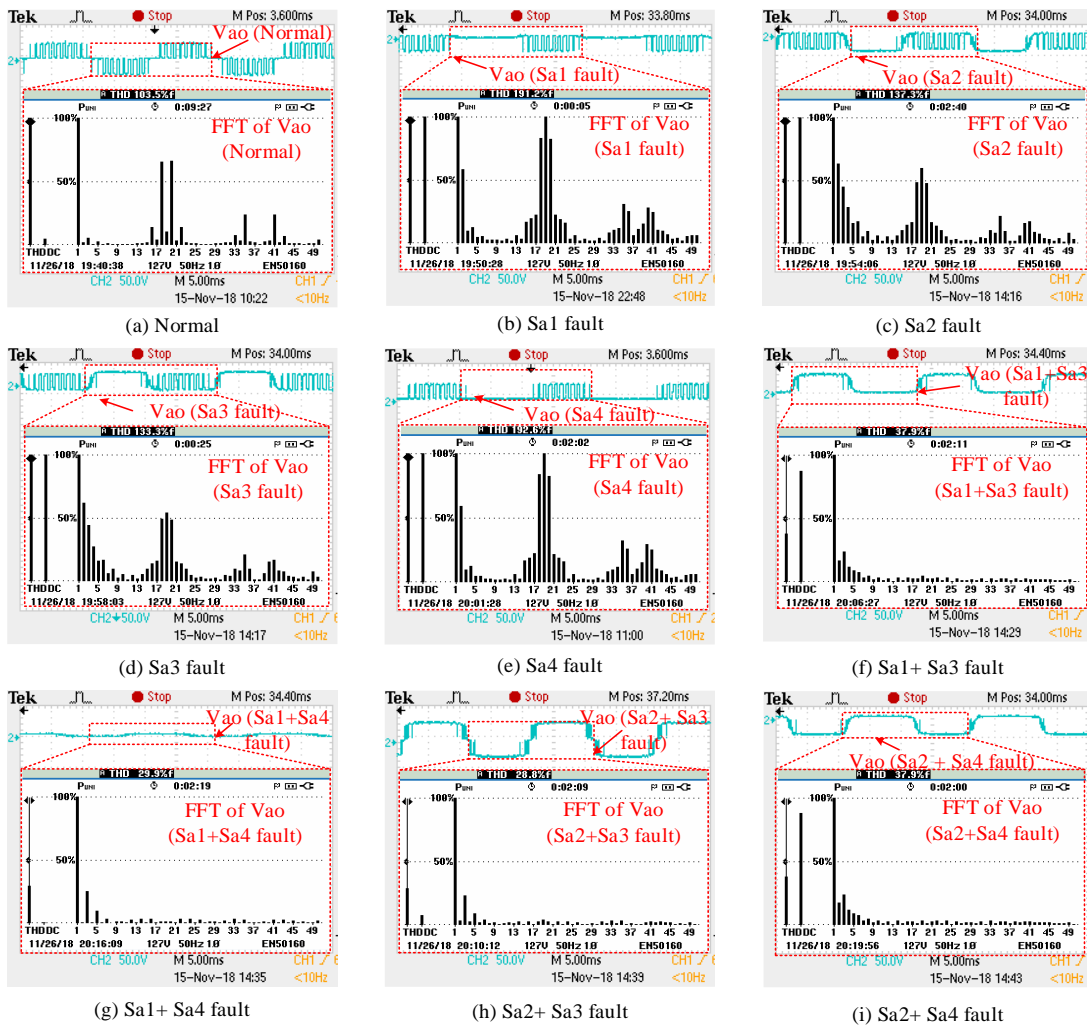 Tek Stop M Pos: 3.600ms
Vao (Normal)
2
A THD 103.5%f
PUNI 0:09:27
100%
FFT of Vao
(Normal)
50%
THDDC 1 5 9 13 17 21 25 29 33 37 41 45 49
11/26/18 19:40:38 127V 50Hz 1Ø EN50160
CH2 50.0V M 5.00ms CH1
15-Nov-18 10:22 <10Hz
(a) Normal
Tek Stop M Pos: 33.80ms
2
Vao (Sa1 fault)
A THD 191.2%f
PUNI 0:00:05
100%
FFT of Vao
(Sa1 fault)
50%
THDDC 1 5 9 13 17 21 25 29 33 37 41 45 49
11/26/18 19:50:28 127V 50Hz 1Ø EN50160
CH2 50.0V M 5.00ms CH1
15-Nov-18 22:48 <10Hz
(b) Sa1 fault
Tek Stop M Pos: 34.00ms
2
Vao (Sa2 fault)
A THD 137.3%f
PUNI 0:02:40
100%
FFT of Vao
(Sa2 fault)
50%
THDDC 1 5 9 13 17 21 25 29 33 37 41 45 49
11/26/18 19:54:06 127V 50Hz 1Ø EN50160
CH2 50.0V M 5.00ms CH1
15-Nov-18 14:16 <10Hz
(c) Sa2 fault
Tek Stop M Pos: 34.00ms
2
Vao (Sa3 fault)
A THD 133.3%f
PUNI 0:00:25
100%
FFT of Vao
(Sa3 fault)
50%
THDDC 1 5 9 13 17 21 25 29 33 37 41 45 49
11/26/18 19:58:03 127V 50Hz 1Ø EN50160
CH2 50.0V M 5.00ms CH1
15-Nov-18 14:17 <10Hz
(d) Sa3 fault
Tek Stop M Pos: 3.600ms
2
Vao (Sa4 fault)
A THD 192.6%f
PUNI 0:02:02
100%
FFT of Vao
(Sa4 fault)
50%
THDDC 1 5 9 13 17 21 25 29 33 37 41 45 49
11/26/18 20:01:28 127V 50Hz 1Ø EN50160
CH2 50.0V M 5.00ms CH1
15-Nov-18 11:00 <10Hz
(e) Sa4 fault
Tek Stop M Pos: 34.40ms
2
Vao (Sa1+Sa3
fault)
A THD 37.9%f
PUNI 0:02:11
100%
FFT of Vao
(Sa1+Sa3 fault)
50%
THDDC 1 5 9 13 17 21 25 29 33 37 41 45 49
11/26/18 20:06:27 127V 50Hz 1Ø EN50160
CH2 50.0V M 5.00ms CH1
15-Nov-18 14:29 <10Hz
(f) Sa1+ Sa3 fault
Tek Stop M Pos: 34.40ms
2
Vao (Sa1+Sa4
fault)
A THD 29.9%f
PUNI 0:02:19
100%
FFT of Vao
(Sa1+Sa4 fault)
50%
THDDC 1 5 9 13 17 21 25 29 33 37 41 45 49
11/26/18 20:16:09 127V 50Hz 1Ø EN50160
CH2 50.0V M 5.00ms CH1
15-Nov-18 14:35 <10Hz
(g) Sa1+ Sa4 fault
Tek Stop M Pos: 37.20ms
2
Vao (Sa2+ Sa3
fault)
A THD 28.8%f
PUNI 0:02:09
100%
FFT of Vao
(Sa2+Sa3 fault)
50%
THDDC 1 5 9 13 17 21 25 29 33 37 41 45 49
11/26/18 20:10:12 127V 50Hz 1Ø EN50160
CH2 50.0V M 5.00ms CH1
15-Nov-18 14:39 <10Hz
(h) Sa2+ Sa3 fault
Tek Stop M Pos: 34.00ms
2
Vao (Sa2 + Sa4 fault)
A THD 37.9%f
PUNI 0:02:00
100%
FFT of Vao
(Sa2+Sa4 fault)
50%
THDDC 1 5 9 13 17 21 25 29 33 37 41 45 49
11/26/18 20:19:56 127V 50Hz 1Ø EN50160
CH2 50.0V M 5.00ms CH1
15-Nov-18 14:43 <10Hz
(i) Sa2+ Sa4 fault